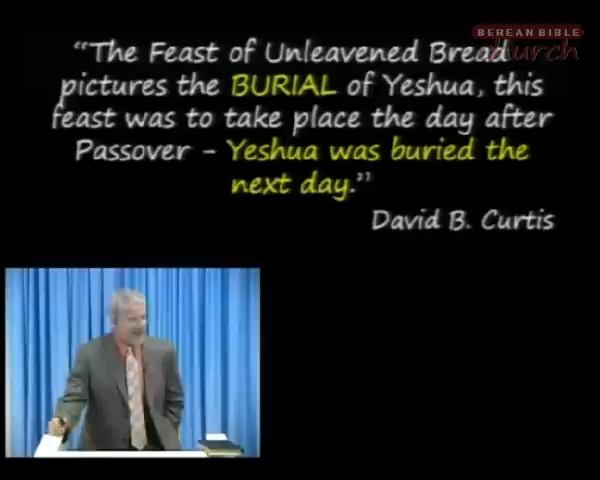 BEREAN BIBLE
church
“The Feast of Unleavened Bread
pictures the BURIAL of Yeshua, this
feast was to take place the day after
Passover – Yeshua was buried the
next day.”
David B. Curtis